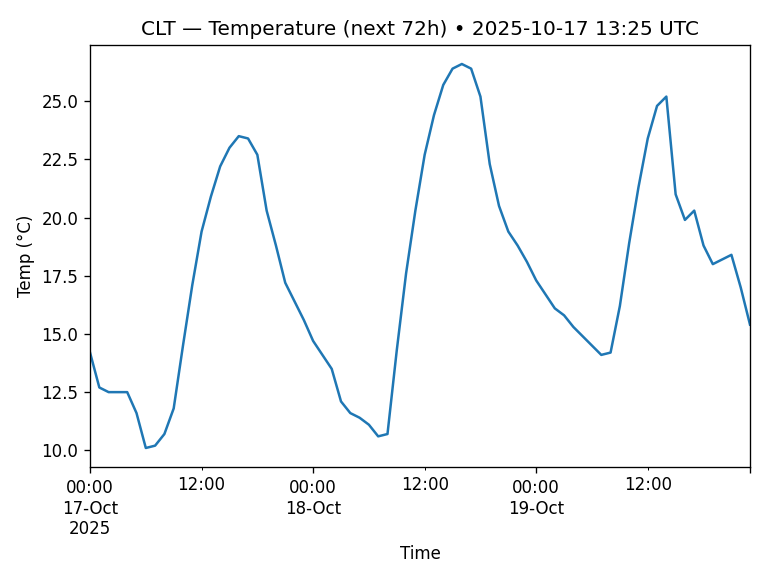 CLT — Temperature (next 72h) • 2025-10-17 13:25 UTC
Temp (°C)
25.0
22.5
20.0
17.5
15.0
12.5
10.0
00:00 12:00 00:00 12:00 00:00 12:00
17-Oct 18-Oct 19-Oct
2025
Time